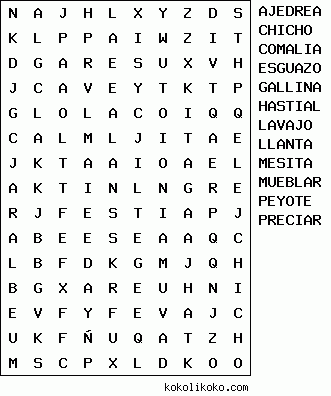 N A J H L X Y Z D S
K L P P A I W Z I T
D G A R E S U X V H
J C A V E Y T K T P
G L O L A C O I Q Q
C A L M L J I T A E
J K T A A I O A E L
A K T I N L N G R E
R J F E S T I A P J
A B E E S E A A Q C
L B F D K G M J Q H
B G X A R E U H N I
E V F Y F E V A J C
U K F Ñ U Q A T Z H
M S C P X L D K O O
AJEDREA
CHICHO
COMALIA
ESGUAZO
GALLINA
HASTIAL
LAVAJO
LLANTA
MESITA
MUEBLAR
PEYOTE
PRECIAR
kokolikoko.com